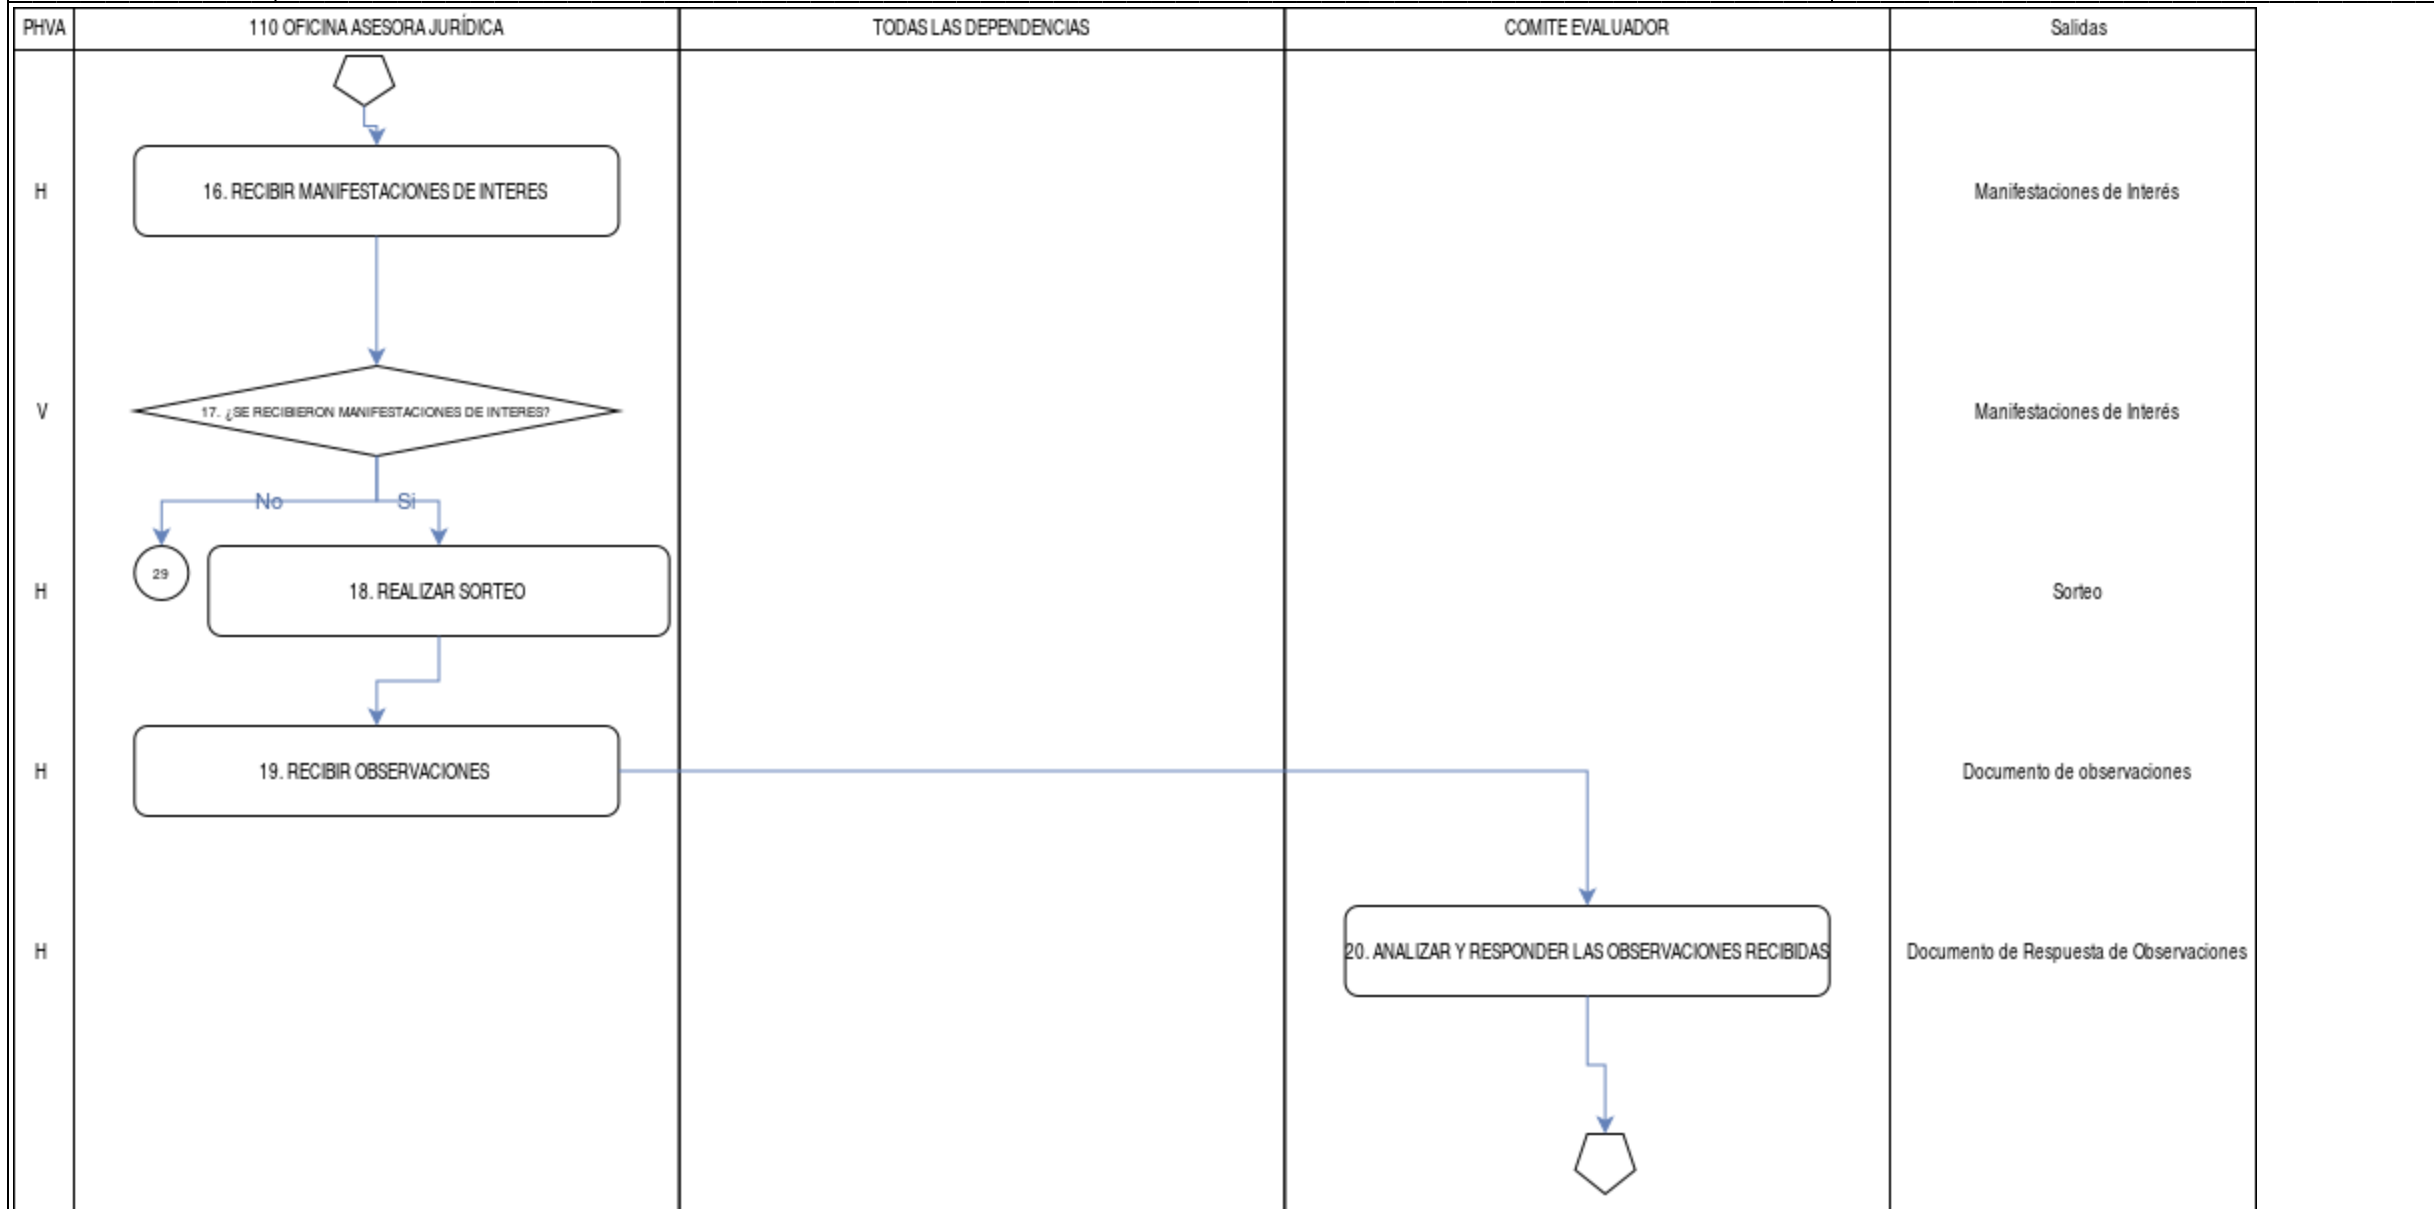 PHVA
110 OFICINA ASESORA JURÍDICA
TODAS LAS DEPENDENCIAS
COMITE EVALUADOR
Salidas
H
16. RECIBIR MANIFESTACIONES DE INTERES
Manifestaciones de Interés
V
17. ¿SE RECIBIERON MANIFESTACIONES DE INTERES?
Manifestaciones de Interés
No
Si
H
29
18. REALIZAR SORTEO
Sorteo
H
19. RECIBIR OBSERVACIONES
Documento de observaciones
H
20. ANALIZAR Y RESPONDER LAS OBSERVACIONES RECIBIDAS
Documento de Respuesta de Observaciones